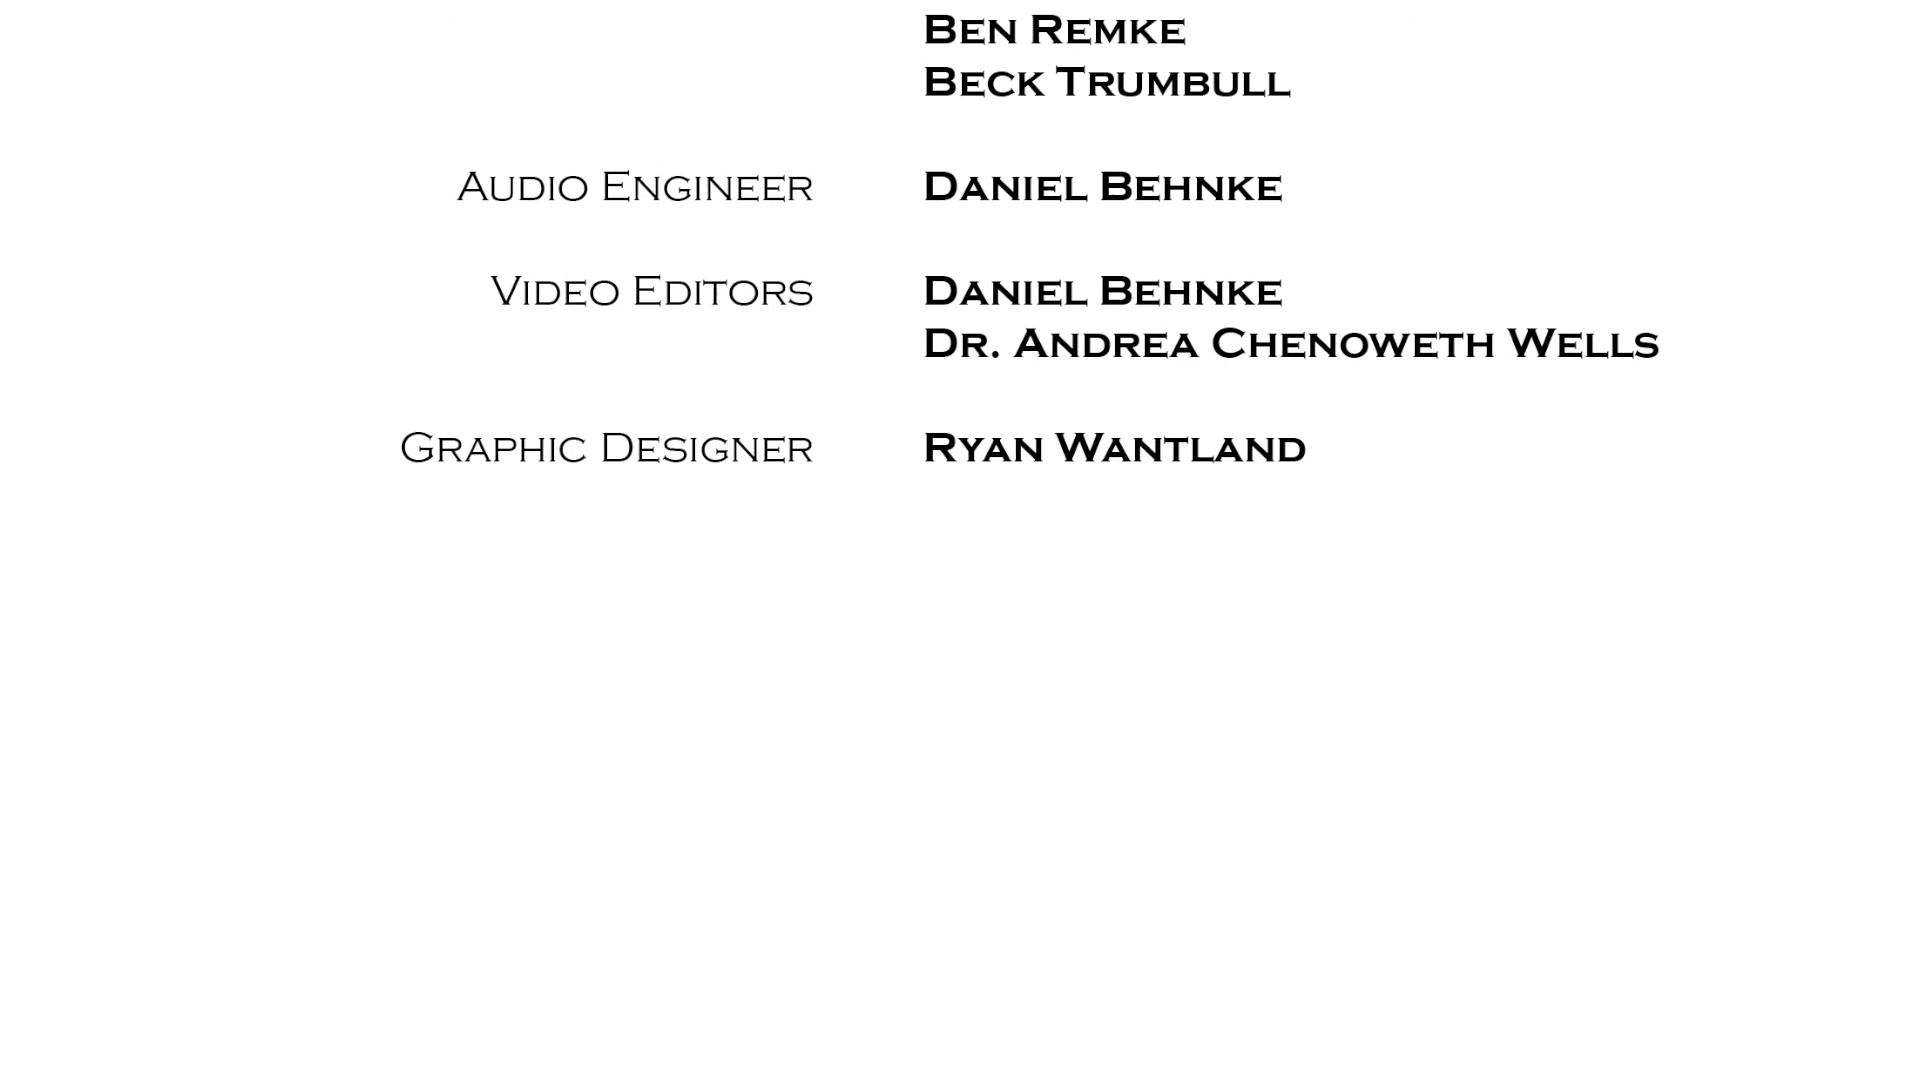 Ben Remke
Beck Trumbull
Audio Engineer Daniel Behnke
Video Editors Daniel Behnke
Dr. Andrea Chenoweth Wells
Graphic Designer Ryan Wantland